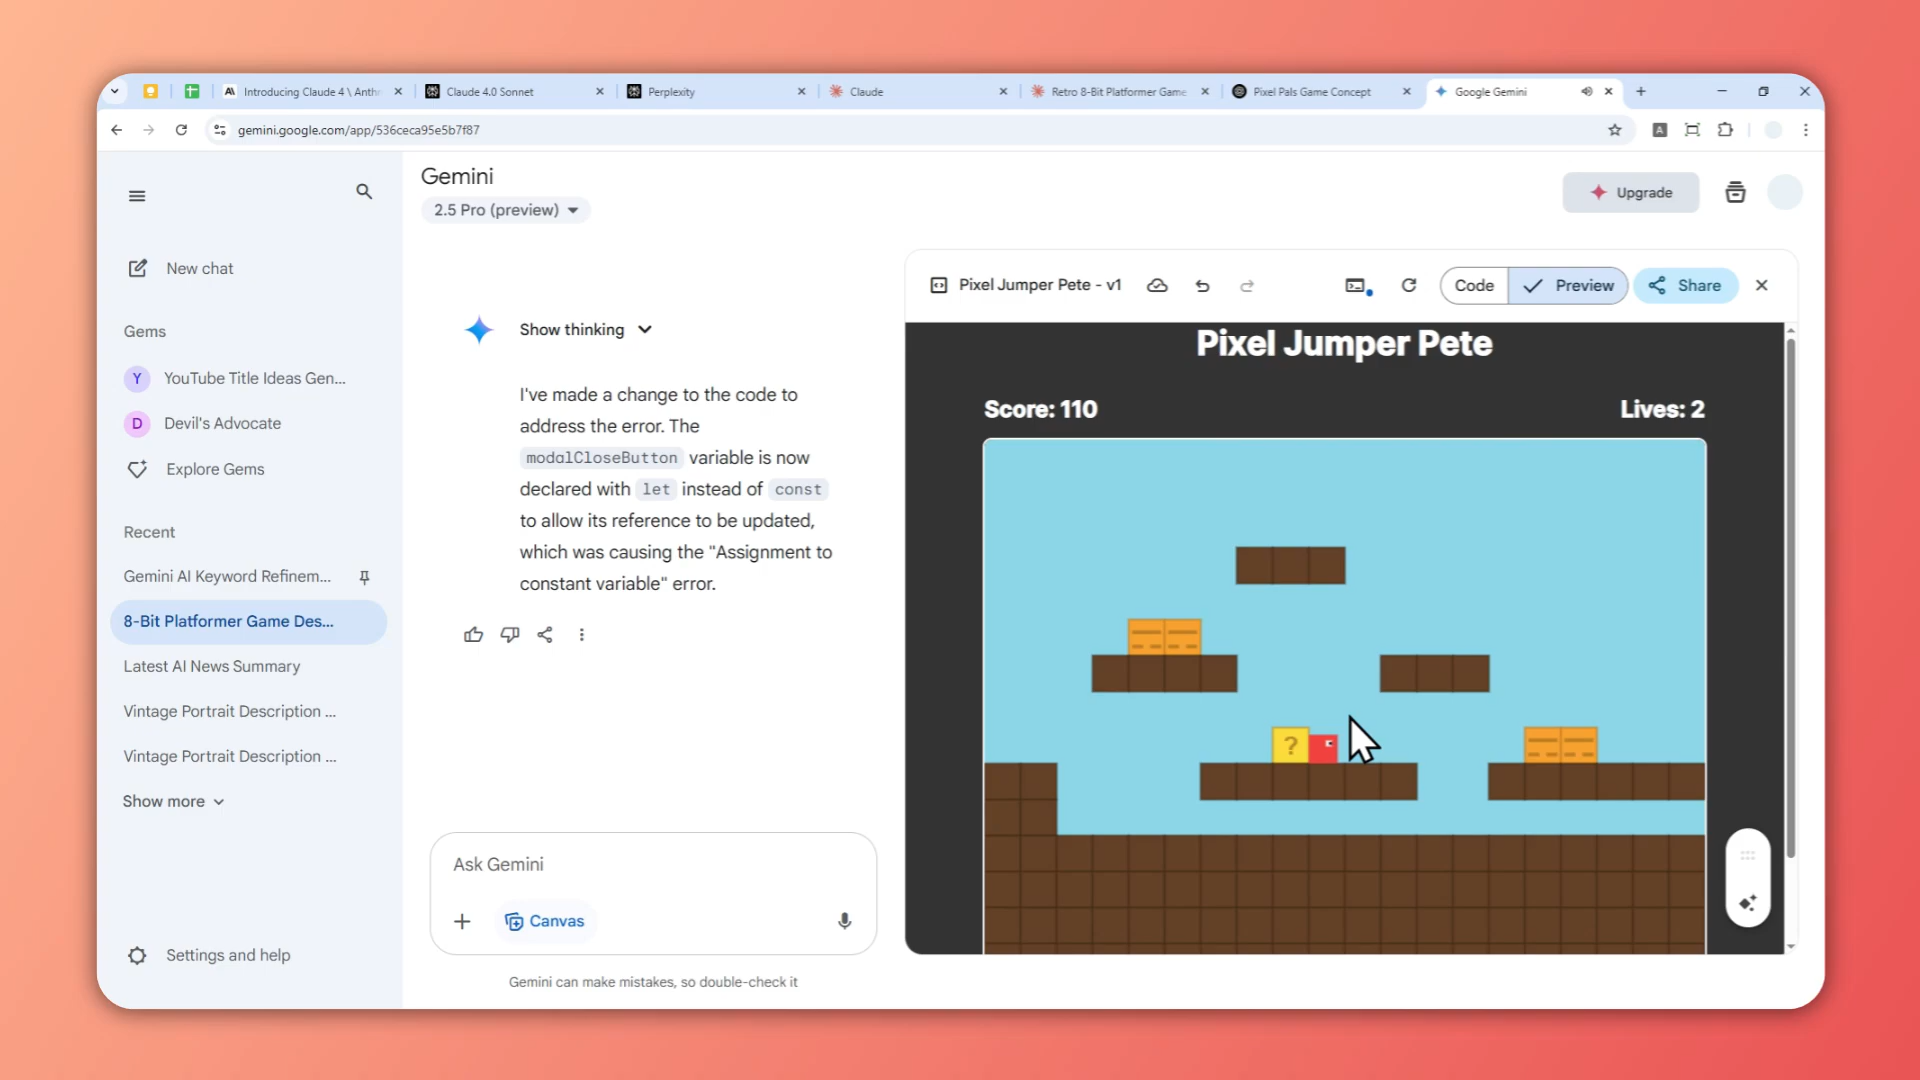 Introducing Claude 4 \ Anthr
Claude 4.0 Sonnet
Perplexity
Claude
Retro 8-Bit Platformer Game
Pixel Pals Game Concept
Google Gemini
gemini.google.com/app/536ceca95e5b7f87
A
Gemini
2.5 Pro (preview)
Upgrade
New chat
Gems
Y YouTube Title Ideas Gen...
D Devil's Advocate
Explore Gems
Recent
Gemini AI Keyword Refinem...
8-Bit Platformer Game Des...
Latest AI News Summary
Vintage Portrait Description ...
Vintage Portrait Description ...
Show more
Settings and help
Show thinking
I've made a change to the code to
address the error. The
modalCloseButton variable is now
declared with let instead of const
to allow its reference to be updated,
which was causing the "Assignment to
constant variable" error.
Ask Gemini
Canvas
Gemini can make mistakes, so double-check it
Pixel Jumper Pete - v1
Code
Preview
Share
Pixel Jumper Pete
Score: 110
Lives: 2
?